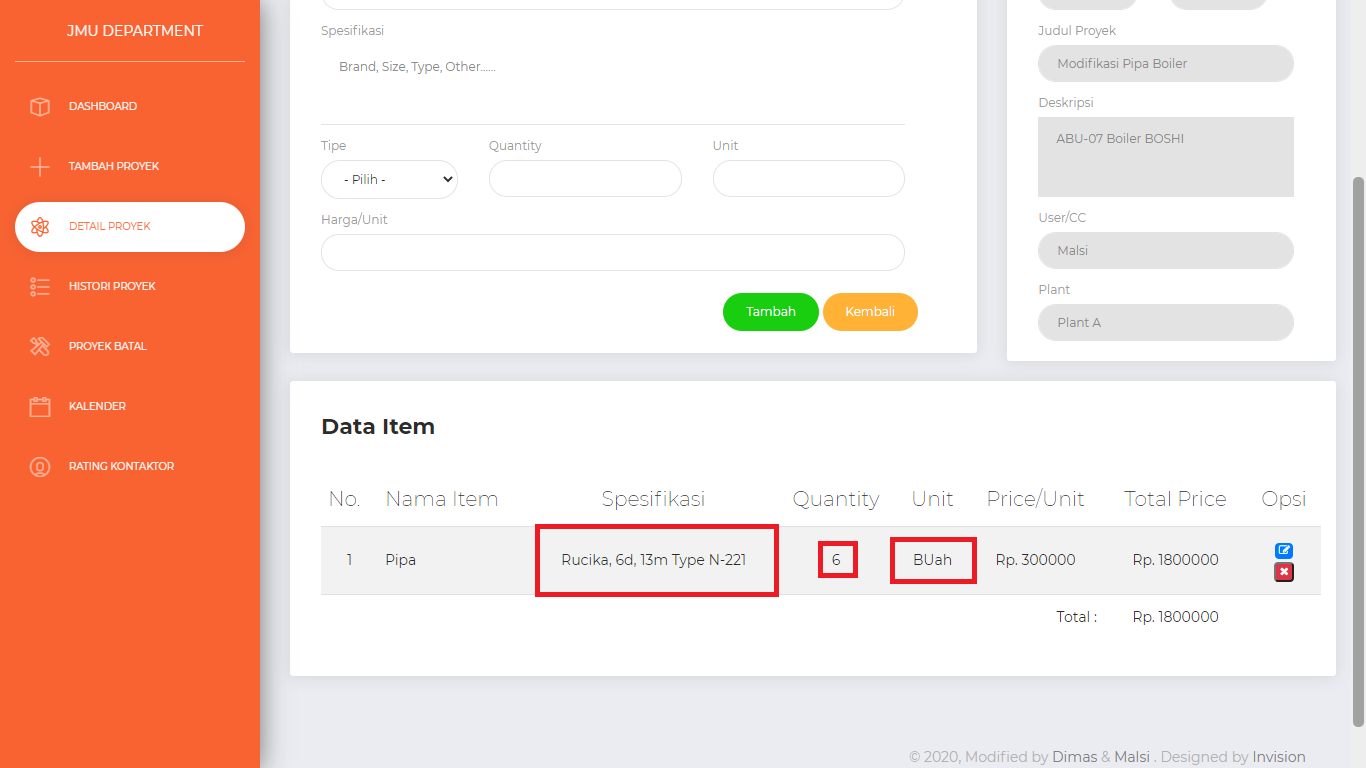 JMU DEPARTMENT
DASHBOARD
TAMBAH PROYEK
DETAIL PROYEK
HISTORI PROYEK
PROYEK BATAL
KALENDER
RATING KONTAKTOR
Spesifikasi
Brand, Size, Type, Other......
Tipe Quantity Unit
- Pilih -
Harga/Unit
Tambah Kembali
Judul Proyek
Modifikasi Pipa Boiler
Deskripsi
ABU-07 Boiler BOSHI
User/CC
Malsi
Plant
Plant A
Data Item
No. Nama Item Spesifikasi Quantity Unit Price/Unit Total Price Opsi
1 Pipa Rucika, 6d, 13m Type N-221 6 BUah Rp. 300000 Rp. 1800000
Total : Rp. 1800000
© 2020, Modified by Dimas & Malsi . Designed by Invision